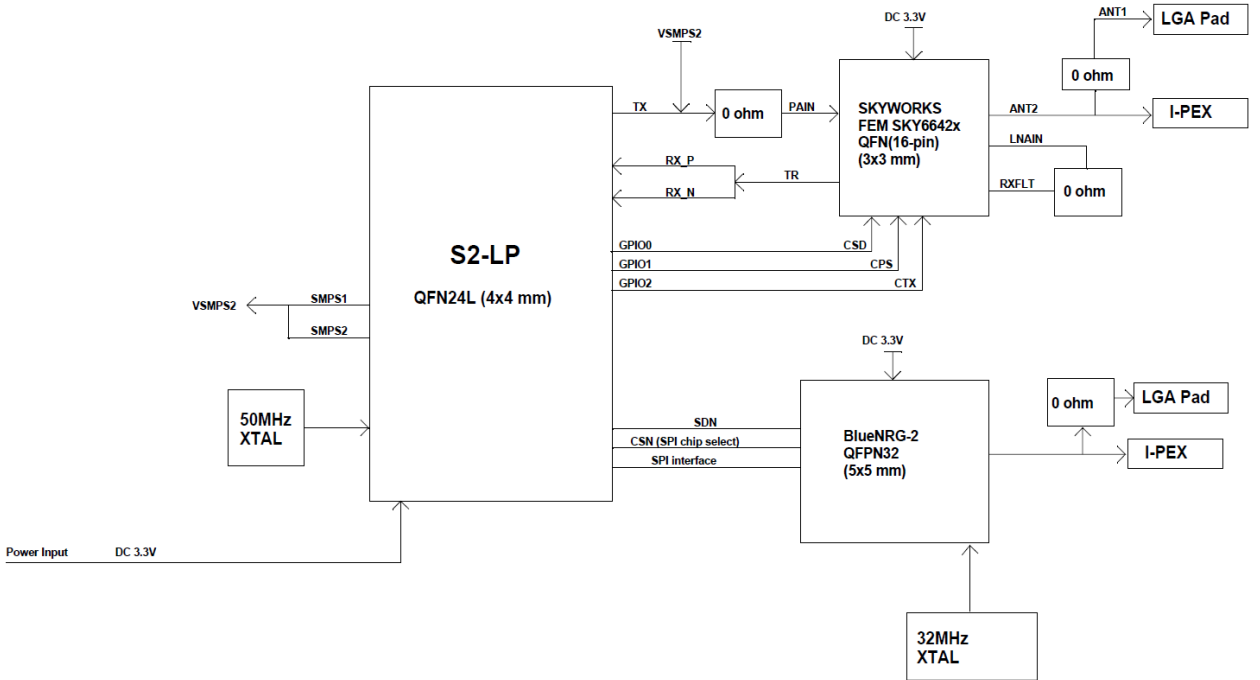 DC 3.3V
ANT1
LGA Pad
VSMPS2
0 ohm
TX
0 ohm
PAIN
SKYWORKS
FEM SKY6642x
QFN(16-pin)
(3x3 mm)
ANT2
I-PEX
LNAIN
RX_P
TR
RXFLT
0 ohm
RX_N
S2-LP
QFN24L (4x4 mm)
GPIO0
CSD
GPIO1
CPS
GPIO2
CTX
VSMPS2
SMPS1
SMPS2
DC 3.3V
50MHz
XTAL
SDN
CSN (SPI chip select)
SPI interface
BlueNRG-2
QFPN32
(5x5 mm)
0 ohm
LGA Pad
I-PEX
Power Input
DC 3.3V
32MHz
XTAL